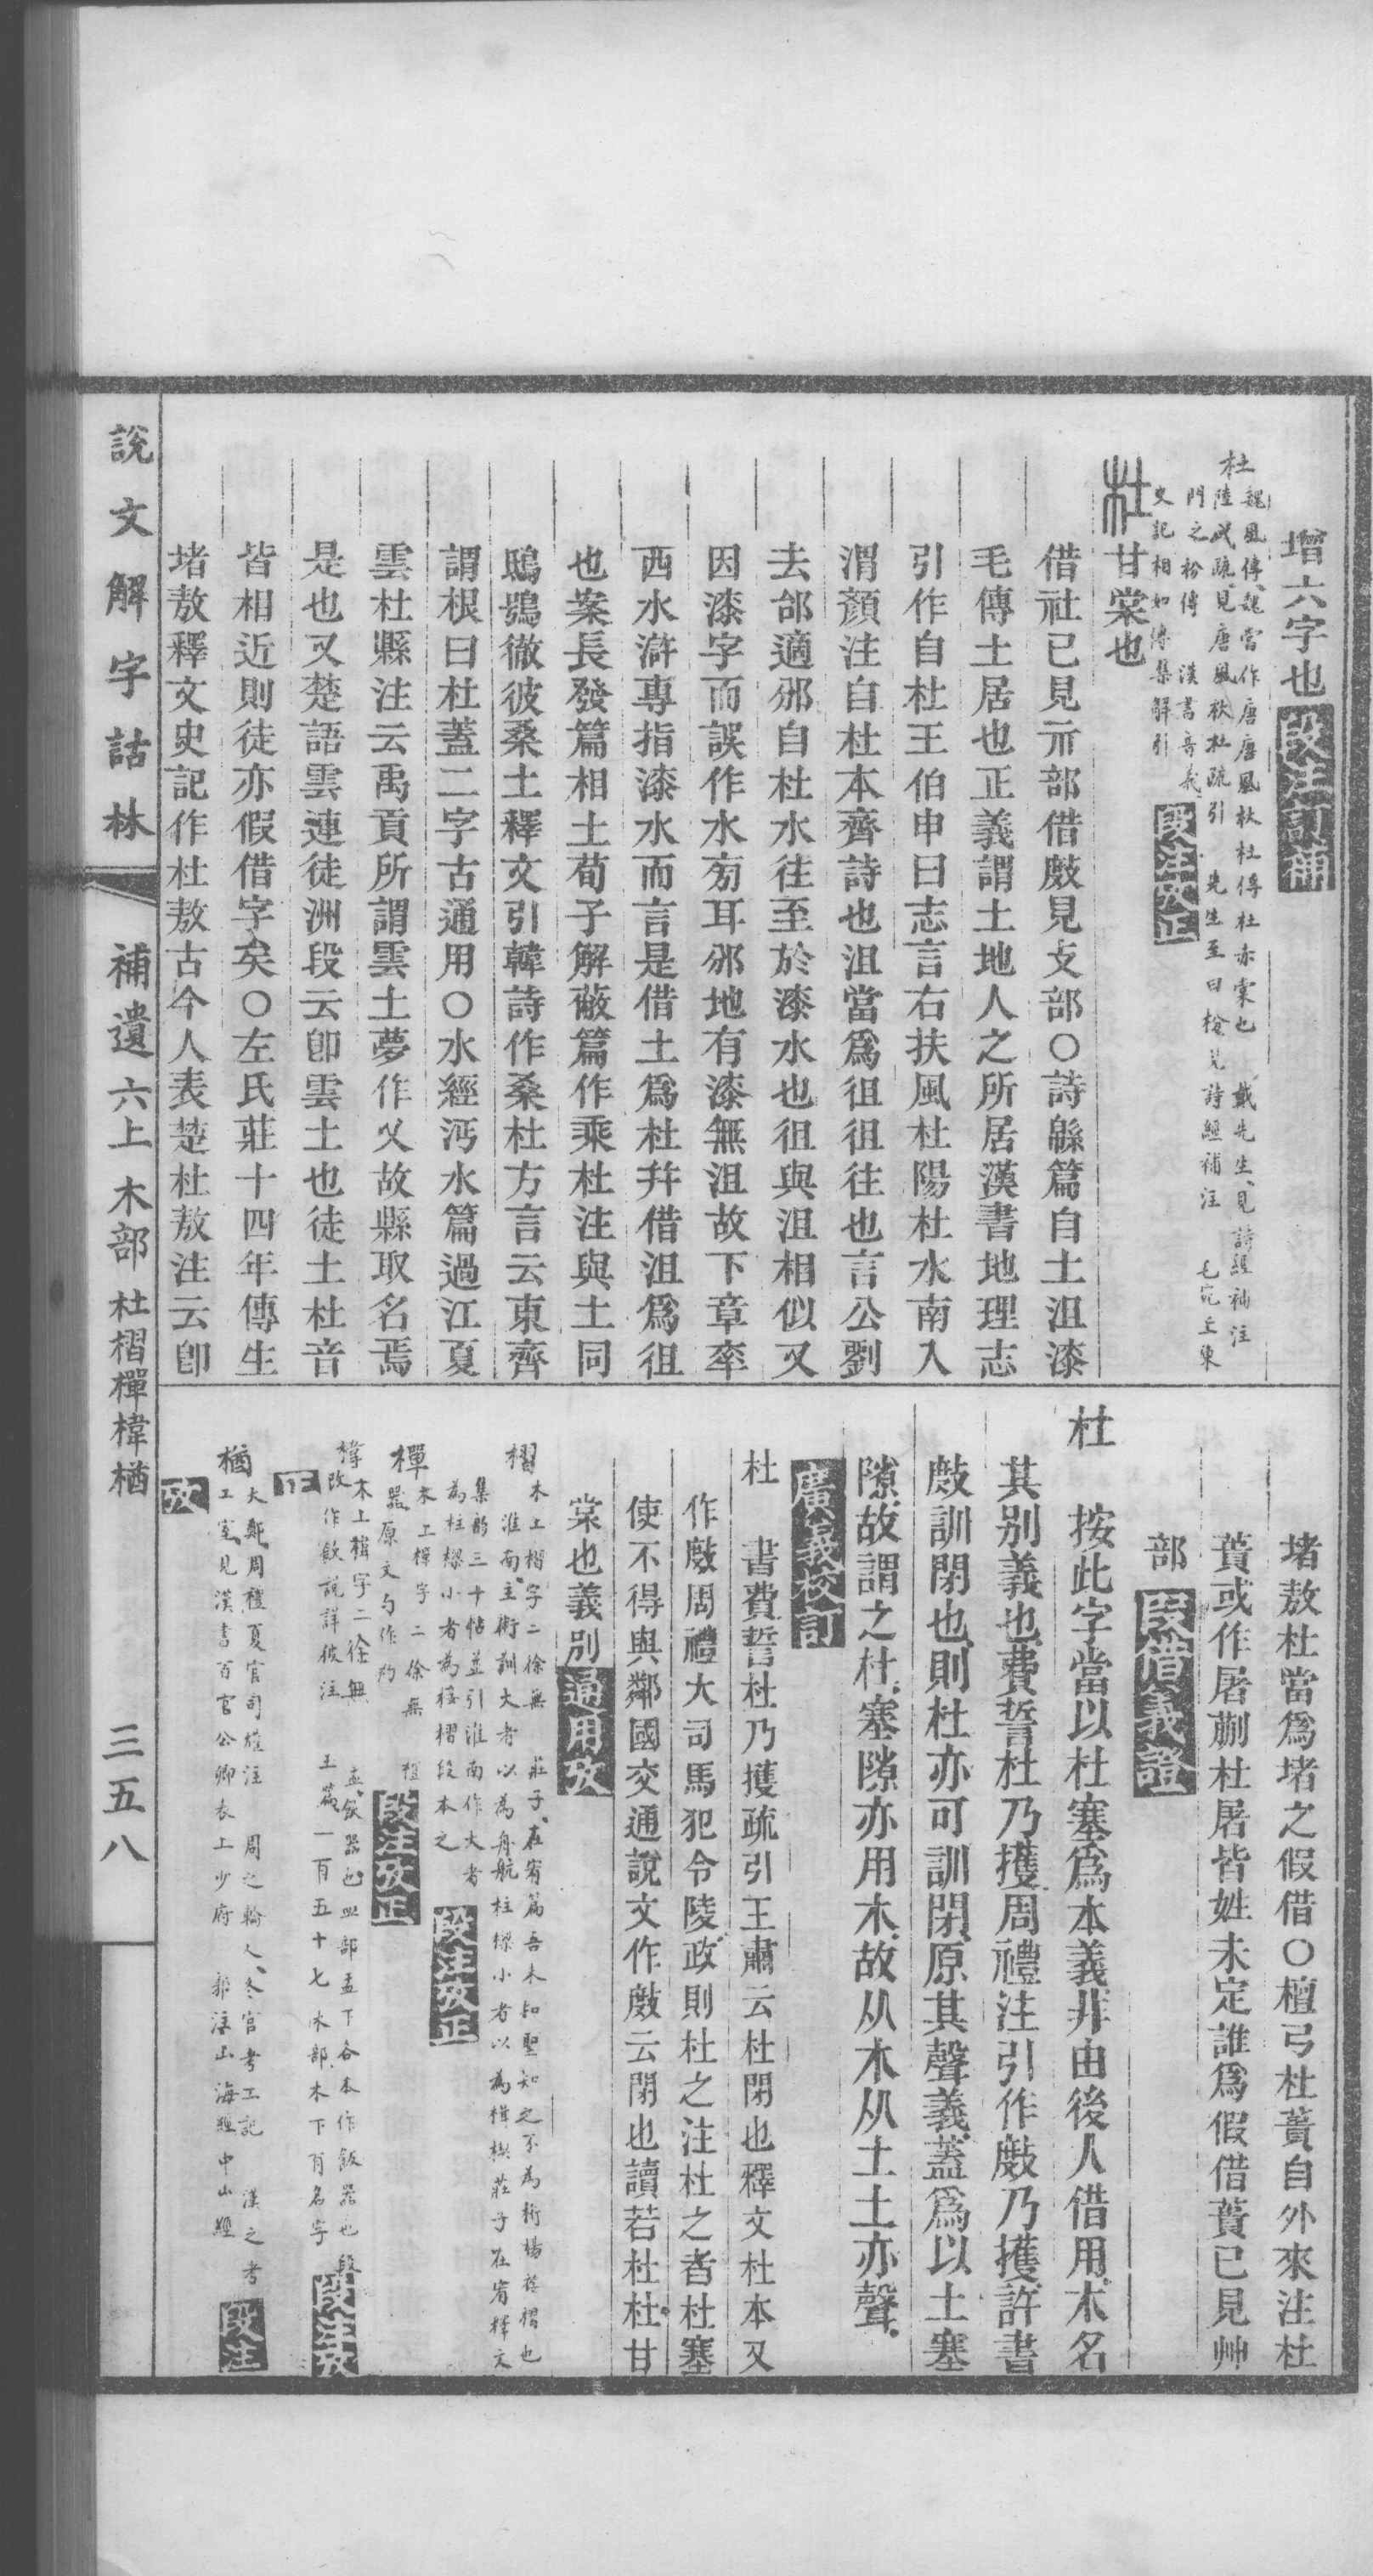 增六字也段注訂補
杜魏風傳魏當作唐唐風杕杜傳杜赤棠也　戴先生見詩經補注
陸疏見唐風杕杜疏引　先生至曰榆見詩經補注
門之枌傳　漢書音義
史記相如傳集解引　段注攷正
杜甘棠也
借社已見示部借敷見攴部○詩緜篇自土沮漆
毛傳土居也正義謂土地人之所居漢書地理志
引作自杜王伯申曰志言右扶風杜陽杜水南入
渭顏注自杜本齊詩也沮當爲徂徂往也言公劉
去邰適邠自杜水往至於漆水也徂與沮相似又
因漆字而誤作水㫄耳邠地有漆無沮故下章率
西水滸專指漆水而言是借土爲杜幷借沮爲徂
也案長發篇相土荀子解蔽篇作乘杜注與土同
鴟鴞徹彼桑土釋文引韓詩作桑杜方言云東齊
謂根曰杜蓋二字古通用○水經沔水篇過江夏
雲杜縣注云禹貢所謂雲土夢作乂故縣取名焉
是也又楚語雲連徒洲段云卽雲土也徒土杜音
皆相近則徒亦假借字矣○左氏莊十四年傳生
堵敖釋文史記作杜敖古今人表楚杜敖注云卽
堵敖杜當爲堵之假借○檀弓杜蕢自外來注杜
蕢或作屠蒯杜屠皆姓未定誰爲假借蕢已見艸
部段借義證
杜　按此字當以杜塞爲本義非由後人借用木名
其别義也費誓杜乃擭周禮注引作敷乃擭許書
敷訓閉也則杜亦可訓閉原其聲義蓋爲以土塞
隙故謂之杜塞隙亦用木故从木从土土亦聲
廣義校訂
杜　書費誓杜乃擭疏引王肅云杜閉也釋文杜本又
作敷周禮大司馬犯令陵政則杜之注杜之者杜塞
使不得與鄰國交通說文作敷云閉也讀若杜杜甘
棠也義別通用攷
槢木上槢字二徐無　莊子在宥篇吾未知聖知之不為桁楊椄槢也
淮南主術訓大者以為舟航柱樑小者以為楫楔莊子在宥釋文
集韵三十帖並引淮南作大者
為柱樑小者為椄槢段本之　段注攷正
樿木上樿字二徐無　
器原文勺作杓　段注攷正
椲木上楎字二徐無　盂飲器也皿部盂下各本作飯器也段
改作飲說詳彼注　玉篇一百五十七木部木下有名字　段注攷
正
楢大鄭周禮夏官司爟注　周之輪人冬官考工記　漢之考
工室見漢書百官公卿表上少府　郭注山海經中山經　段注
攷
說文解字詁林　補遺六上　木部　杜槢樿椲楢　三五八